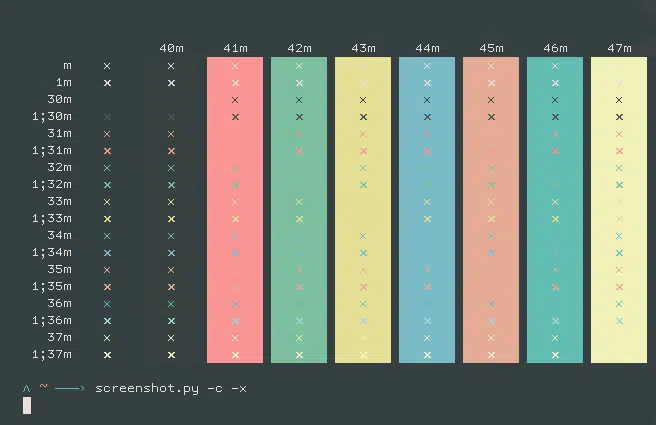 40m 41m 42m 43m 44m 45m 46m 47m
m × × × × × × × × ×
1m × × × × × × × × ×
30m × × × × × × ×
1;30m × × × × × × × × ×
31m × × × × × × × ×
1;31m × × × × × × × ×
32m × × × × × × × ×
1;32m × × × × × × × ×
33m × × × × × × × × ×
1;33m × × × × × × × × ×
34m × × × × × × × ×
1;34m × × × × × × × × ×
35m × × × × × × × ×
1;35m × × × × × × × ×
36m × × × × × × × ×
1;36m × × × × × × × × ×
37m × × × × × × × × ×
1;37m × × × × × × × × ×
^ ~ ───› screenshot.py -c -x